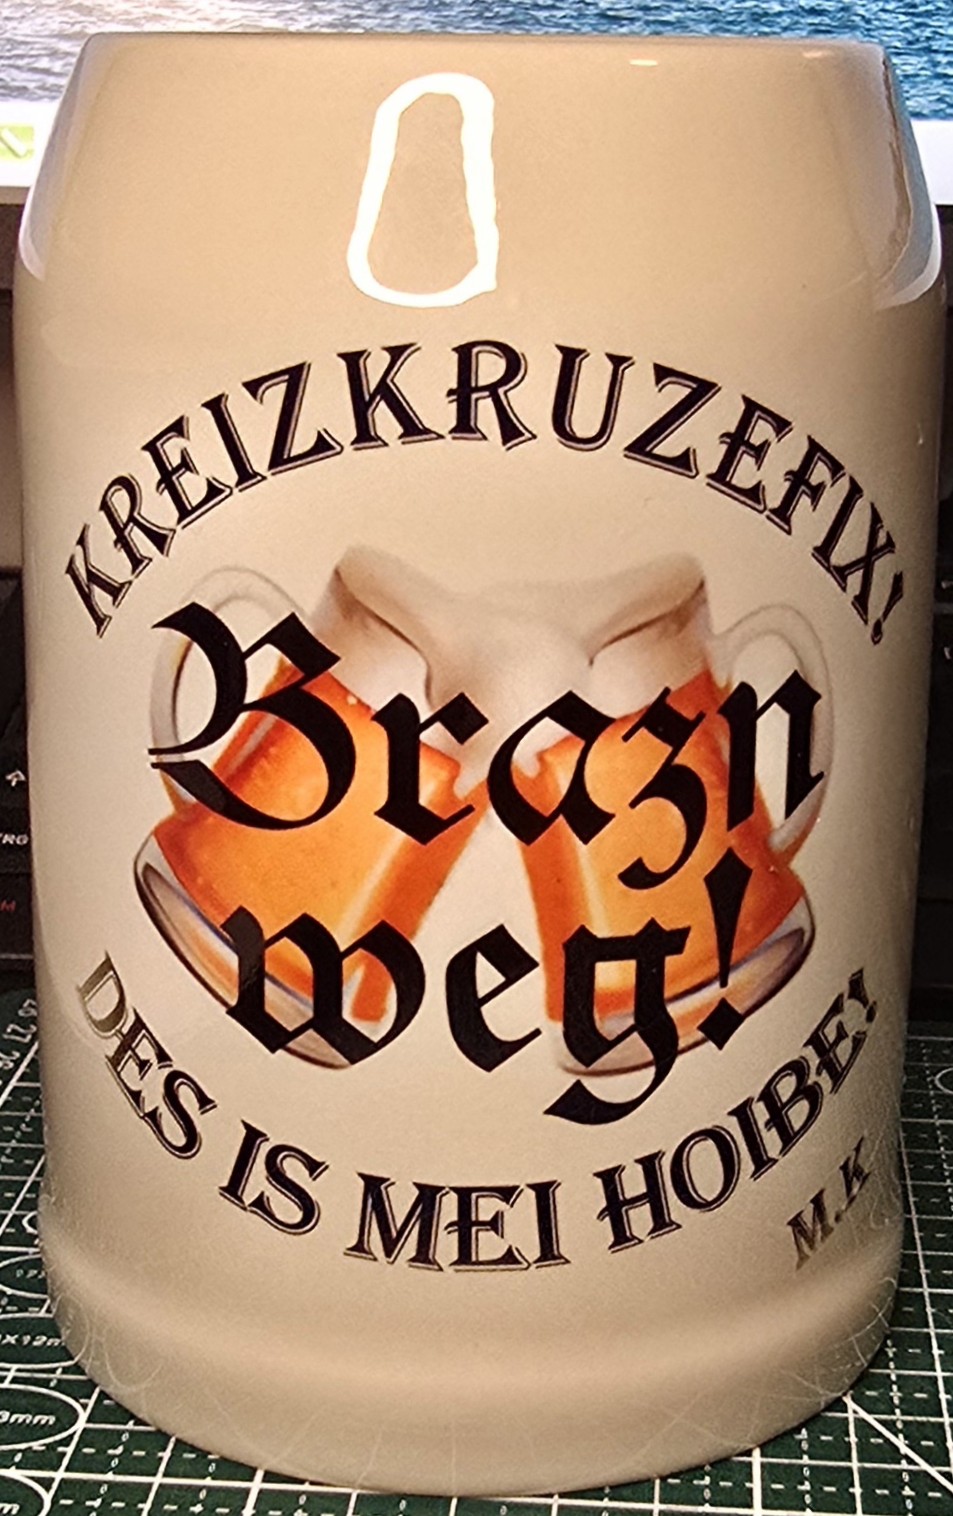 KREIZKRUZEFIX!
Brazn
weg!
DES IS MEI HOIBE!
M.K